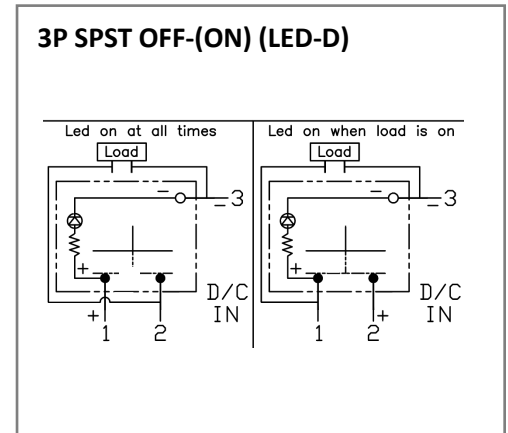 3P SPST OFF-(ON) (LED-D)
Led on at all times
Load
− 3
−
+
D/C
IN
+
1 2
Led on when load is on
Load
− 3
−
+
D/C
IN
+
1 2